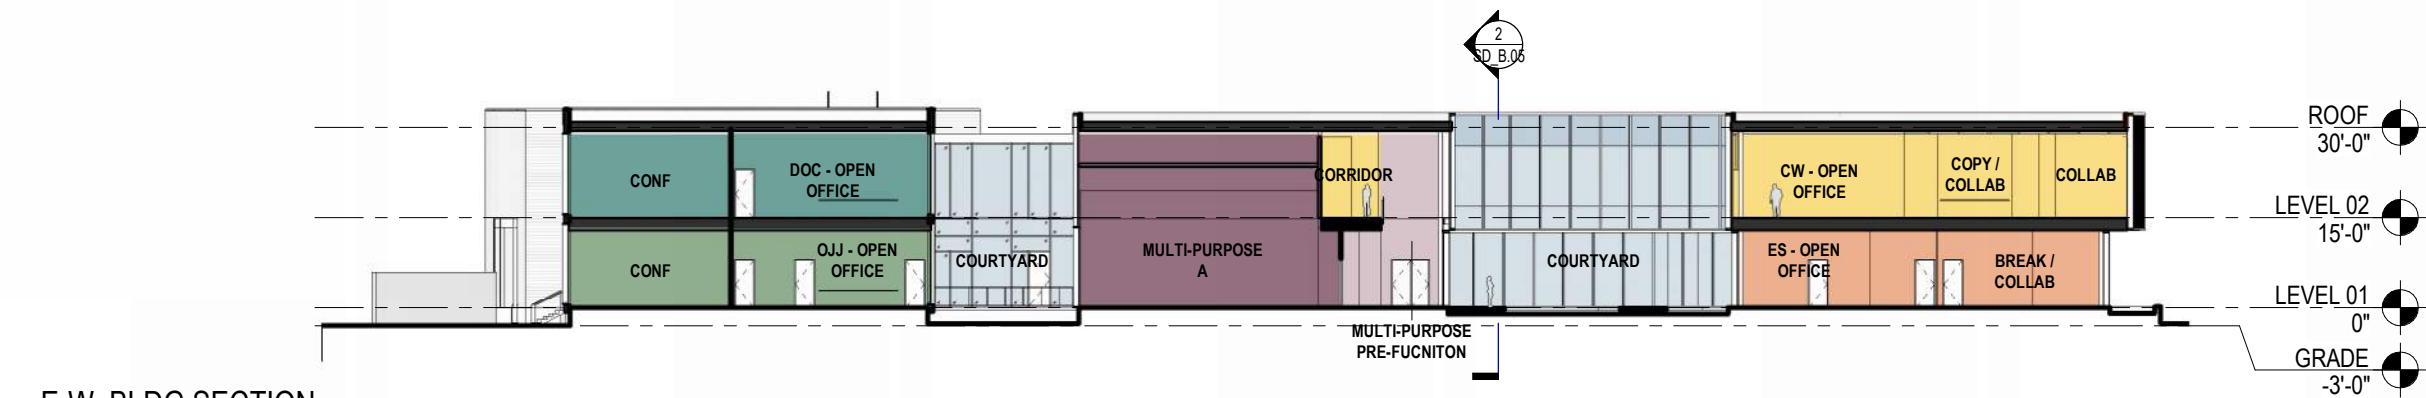 2
SD_B.05
ROOF
30'-0"
CONF
DOC - OPEN
OFFICE
CORRIDOR
CW - OPEN
OFFICE
COPY /
COLLAB
COLLAB
LEVEL 02
15'-0"
CONF
OJJ - OPEN
OFFICE
COURTYARD
MULTI-PURPOSE
A
COURTYARD
ES - OPEN
OFFICE
BREAK /
COLLAB
LEVEL 01
0"
MULTI-PURPOSE
PRE-FUCNITON
GRADE
-3'-0"
E-W BLDG SECTION